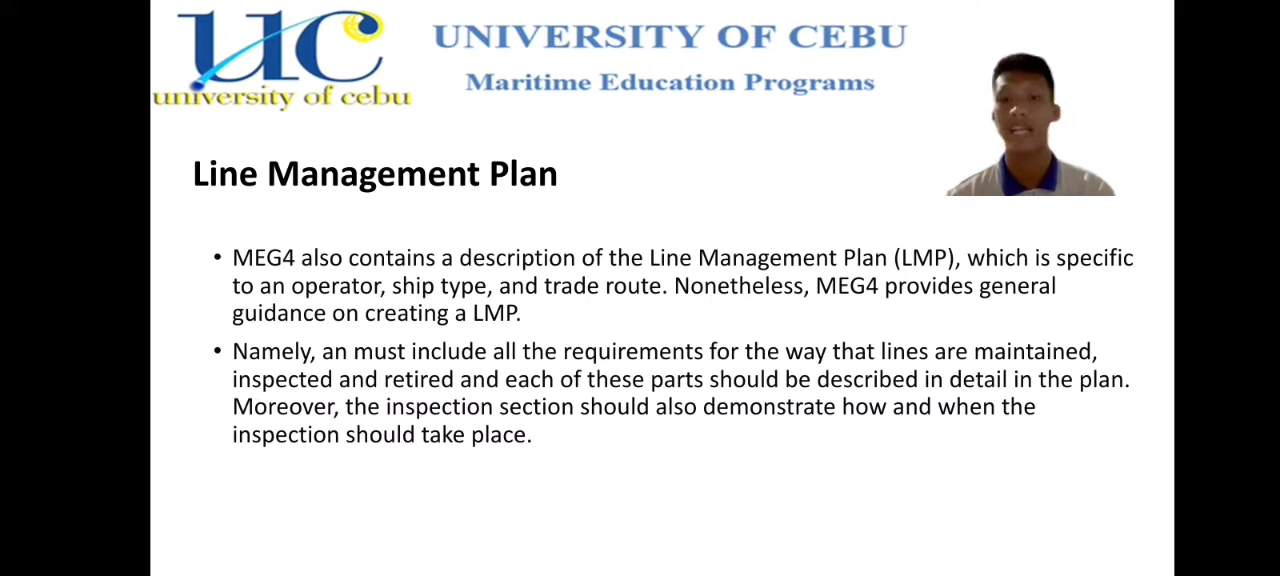 UC
university of cebu
UNIVERSITY OF CEBU
Maritime Education Programs
Line Management Plan
• MEG4 also contains a description of the Line Management Plan (LMP), which is specific
to an operator, ship type, and trade route. Nonetheless, MEG4 provides general
guidance on creating a LMP.
• Namely, an must include all the requirements for the way that lines are maintained,
inspected and retired and each of these parts should be described in detail in the plan.
Moreover, the inspection section should also demonstrate how and when the
inspection should take place.